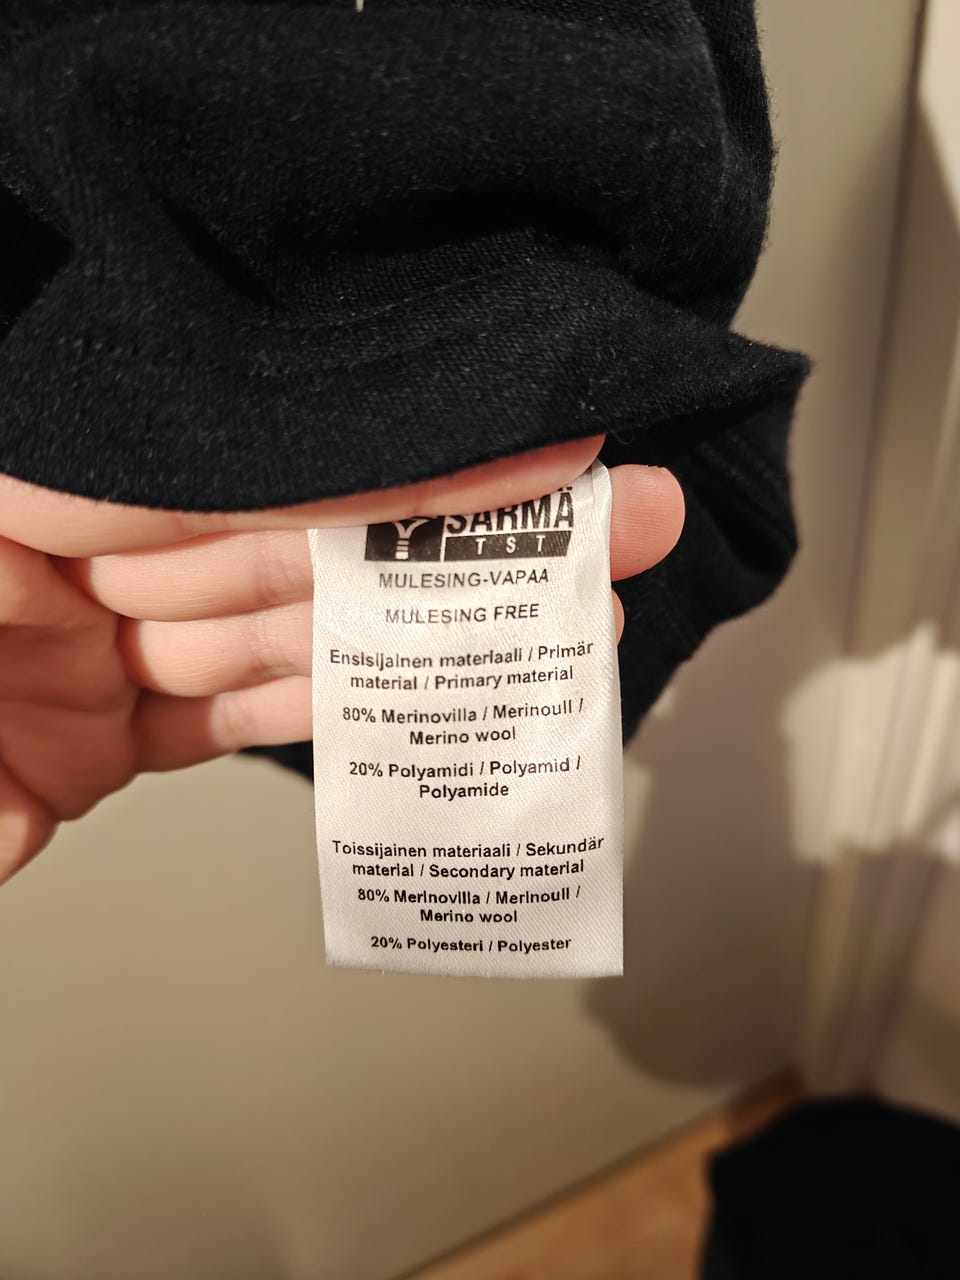 SÄRMÄ
TST
MULESING-VAPAA
MULESING FREE
Ensisijainen materiaali / Primär
material / Primary material
80% Merinovilla / Merinoull /
Merino wool
20% Polyamidi / Polyamid /
Polyamide
Toissijainen materiaali / Sekundär
material / Secondary material
80% Merinovilla / Merinoull /
Merino wool
20% Polyesteri / Polyester